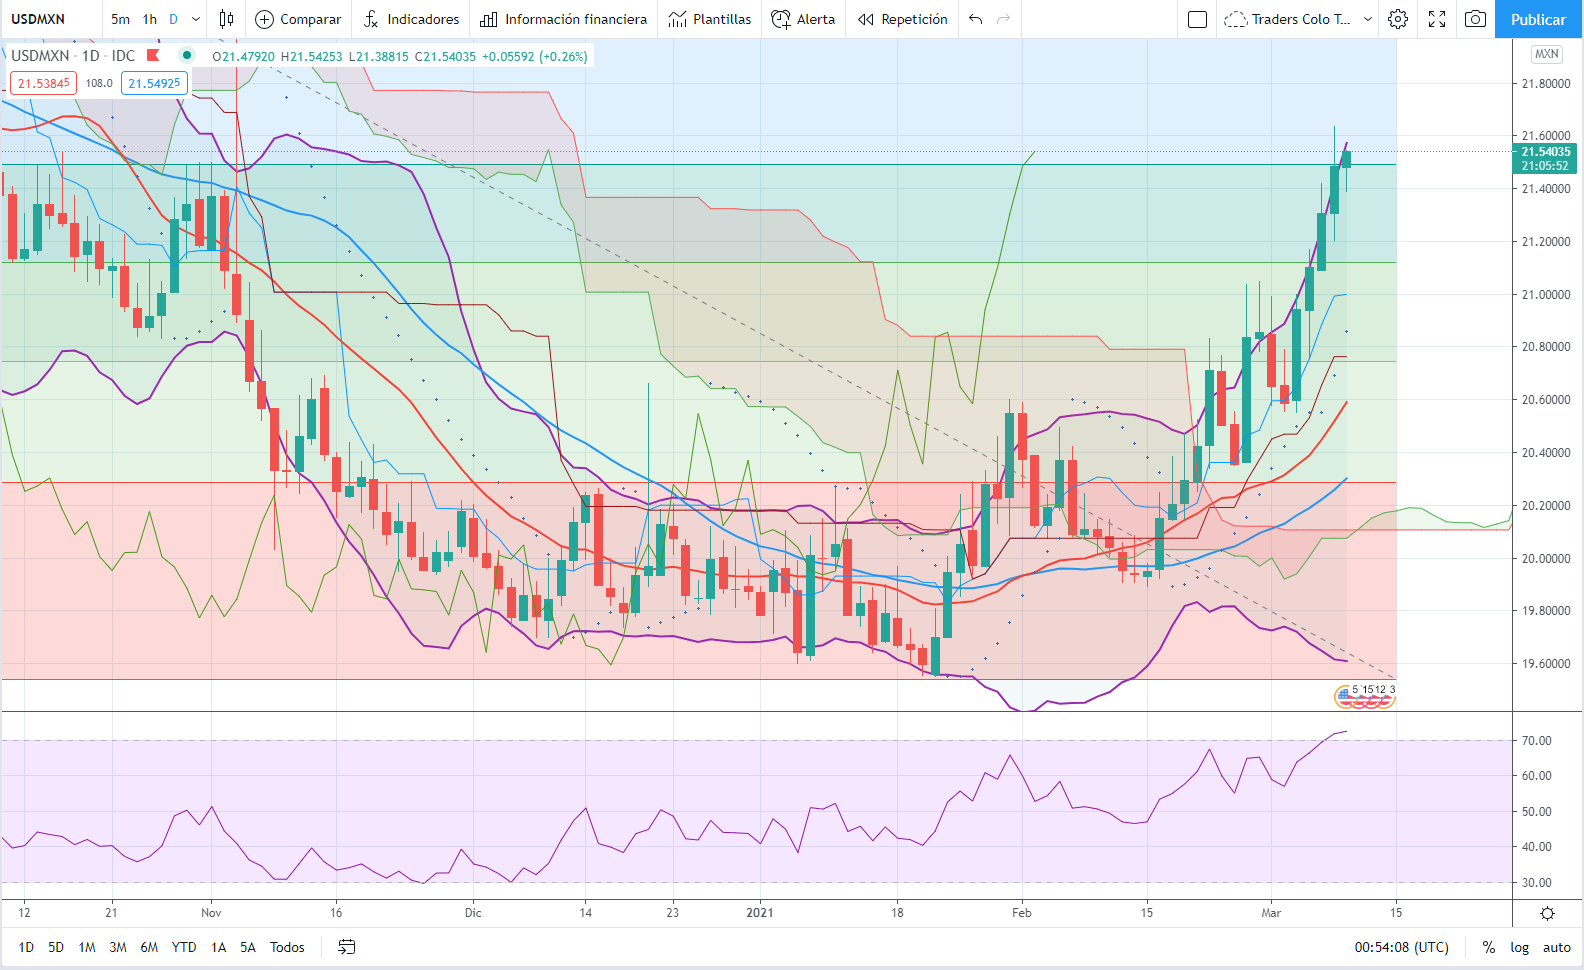 USDMXN 5m 1h D Comparar Indicadores Información financiera Plantillas Alerta Repetición Traders Colo T... Publicar
USDMXN · 1D · IDC O21.47920 H21.54253 L21.38815 C21.54035 +0.05592 (+0.26%)
21.53845 108.0 21.54925
MXN
21.80000
21.60000
21.54035
21:05:52
21.40000
21.20000
21.00000
20.80000
20.60000
20.40000
20.20000
20.00000
19.80000
19.60000
5 15 12 3
70.00
60.00
50.00
40.00
30.00
12 21 Nov 16 Dic 14 23 2021 18 Feb 15 Mar 15
1D 5D 1M 3M 6M YTD 1A 5A Todos 00:54:08 (UTC) % log auto